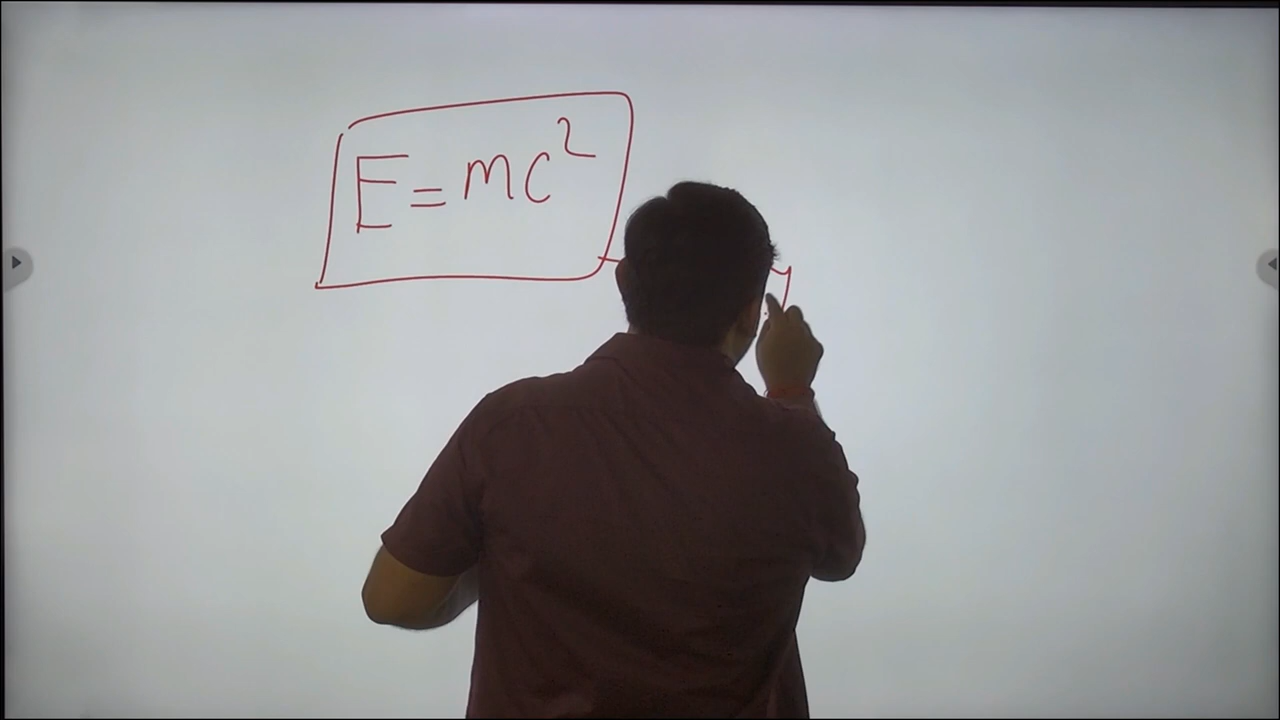 E = mc²